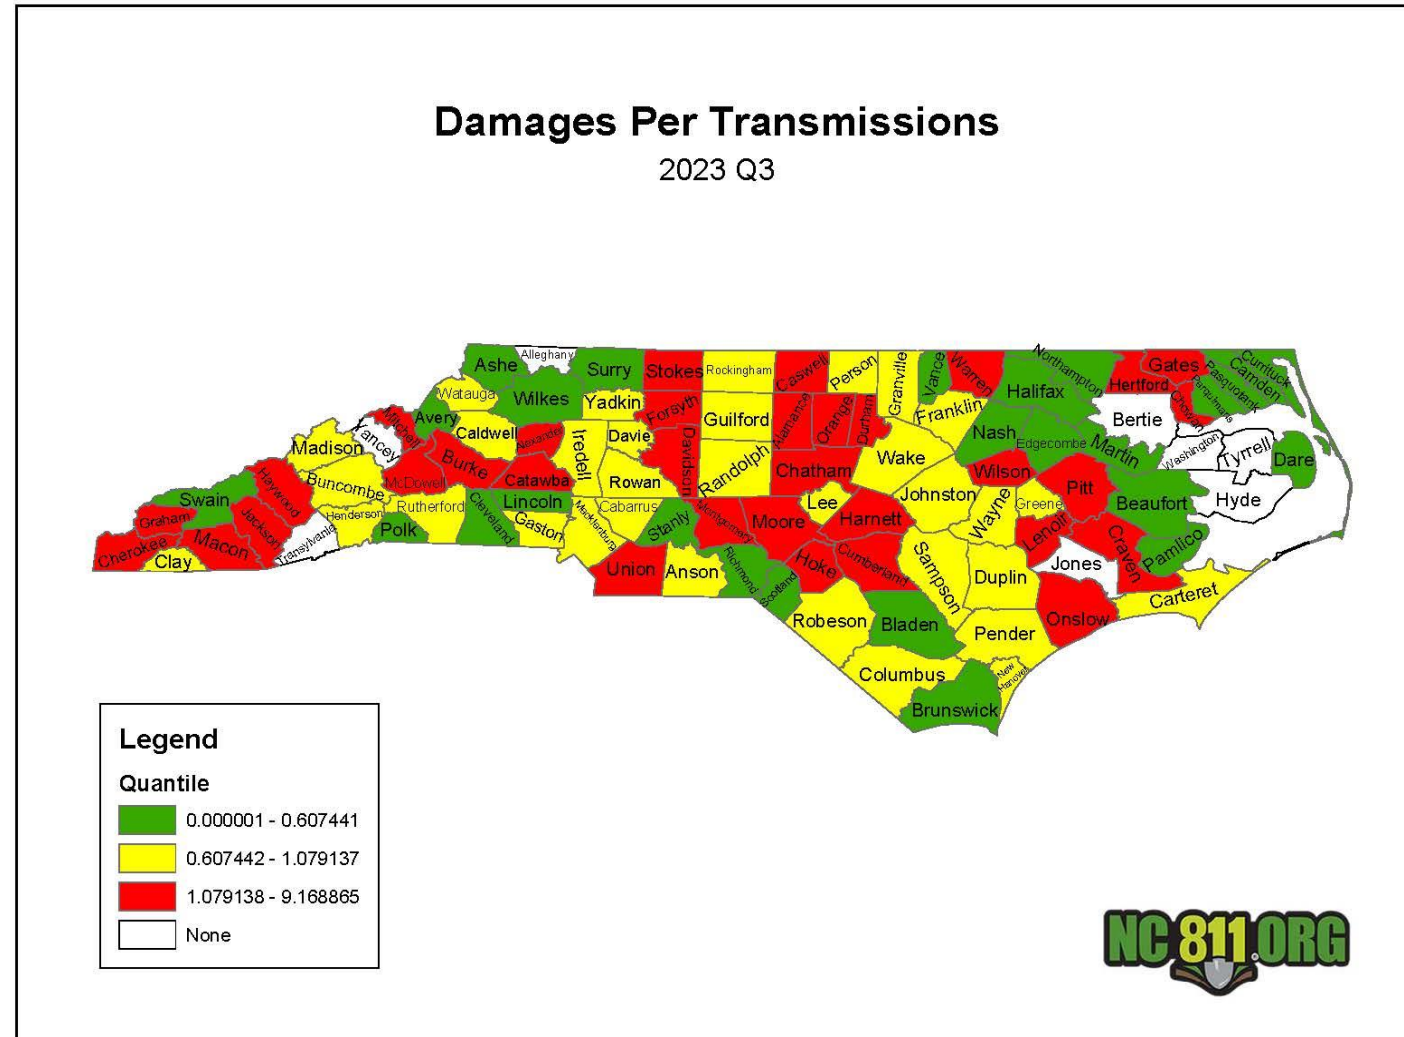 Damages Per Transmissions
2023 Q3
Ashe
Alleghany
Surry
Stokes
Rockingham
Caswell
Person
Granville
Vance
Warren
Northampton
Gates
Currituck
Camden
Pasquotank
Perquimans
Chowan
Hertford
Halifax
Bertie
Watauga
Wilkes
Yadkin
Forsyth
Guilford
Alamance
Orange
Durham
Franklin
Nash
Edgecombe
Martin
Washington
Tyrrell
Dare
Mitchell
Avery
Caldwell
Alexander
Iredell
Davie
Davidson
Randolph
Chatham
Wake
Wilson
Pitt
Beaufort
Hyde
Madison
Yancey
McDowell
Burke
Catawba
Rowan
Lee
Johnston
Wayne
Greene
Lenoir
Craven
Pamilco
Swain
Haywood
Buncombe
Rutherford
Cleveland
Lincoln
Gaston
Mecklenburg
Cabarrus
Stanly
Montgomery
Moore
Harnett
Graham
Jackson
Henderson
Polk
Cherokee
Macon
Clay
Transylvania
Union
Anson
Richmond
Scotland
Hoke
Cumberland
Sampson
Duplin
Jones
Onslow
Carteret
Robeson
Bladen
Pender
Columbus
New
Hanover
Brunswick
Legend
Quantile
0.000001 - 0.607441
0.607442 - 1.079137
1.079138 - 9.168865
None
NC 811.ORG